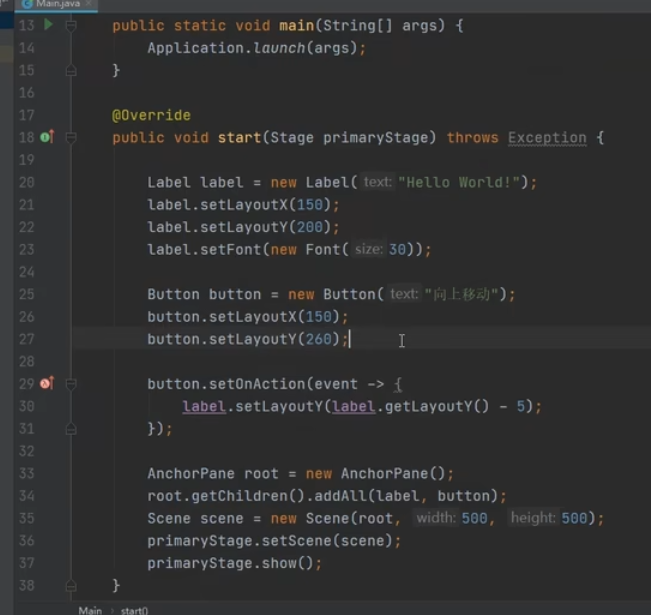 Main.java
13 public static void main(String[] args) {
14 Application.launch(args);
15 }
16
17 @Override
18 public void start(Stage primaryStage) throws Exception {
19
20 Label label = new Label( text: "Hello World!");
21 label.setLayoutX(150);
22 label.setLayoutY(200);
23 label.setFont(new Font( size: 30));
24
25 Button button = new Button( text: "向上移动");
26 button.setLayoutX(150);
27 button.setLayoutY(260);
28
29 button.setOnAction(event -> {
30 label.setLayoutY(label.getLayoutY() - 5);
31 });
32
33 AnchorPane root = new AnchorPane();
34 root.getChildren().addAll(label, button);
35 Scene scene = new Scene(root, width: 500, height: 500);
36 primaryStage.setScene(scene);
37 primaryStage.show();
38 }
Main › start()